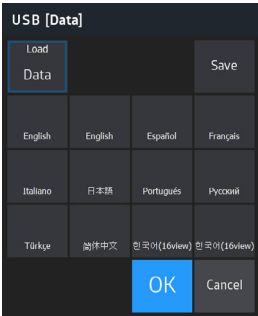 USB [Data]
Load
Data
Save
English
English
Español
Français
Italiano
日本語
Portugués
Русский
Türkçe
简体中文
한국어(16view)
한국어(16view)
OK
Cancel